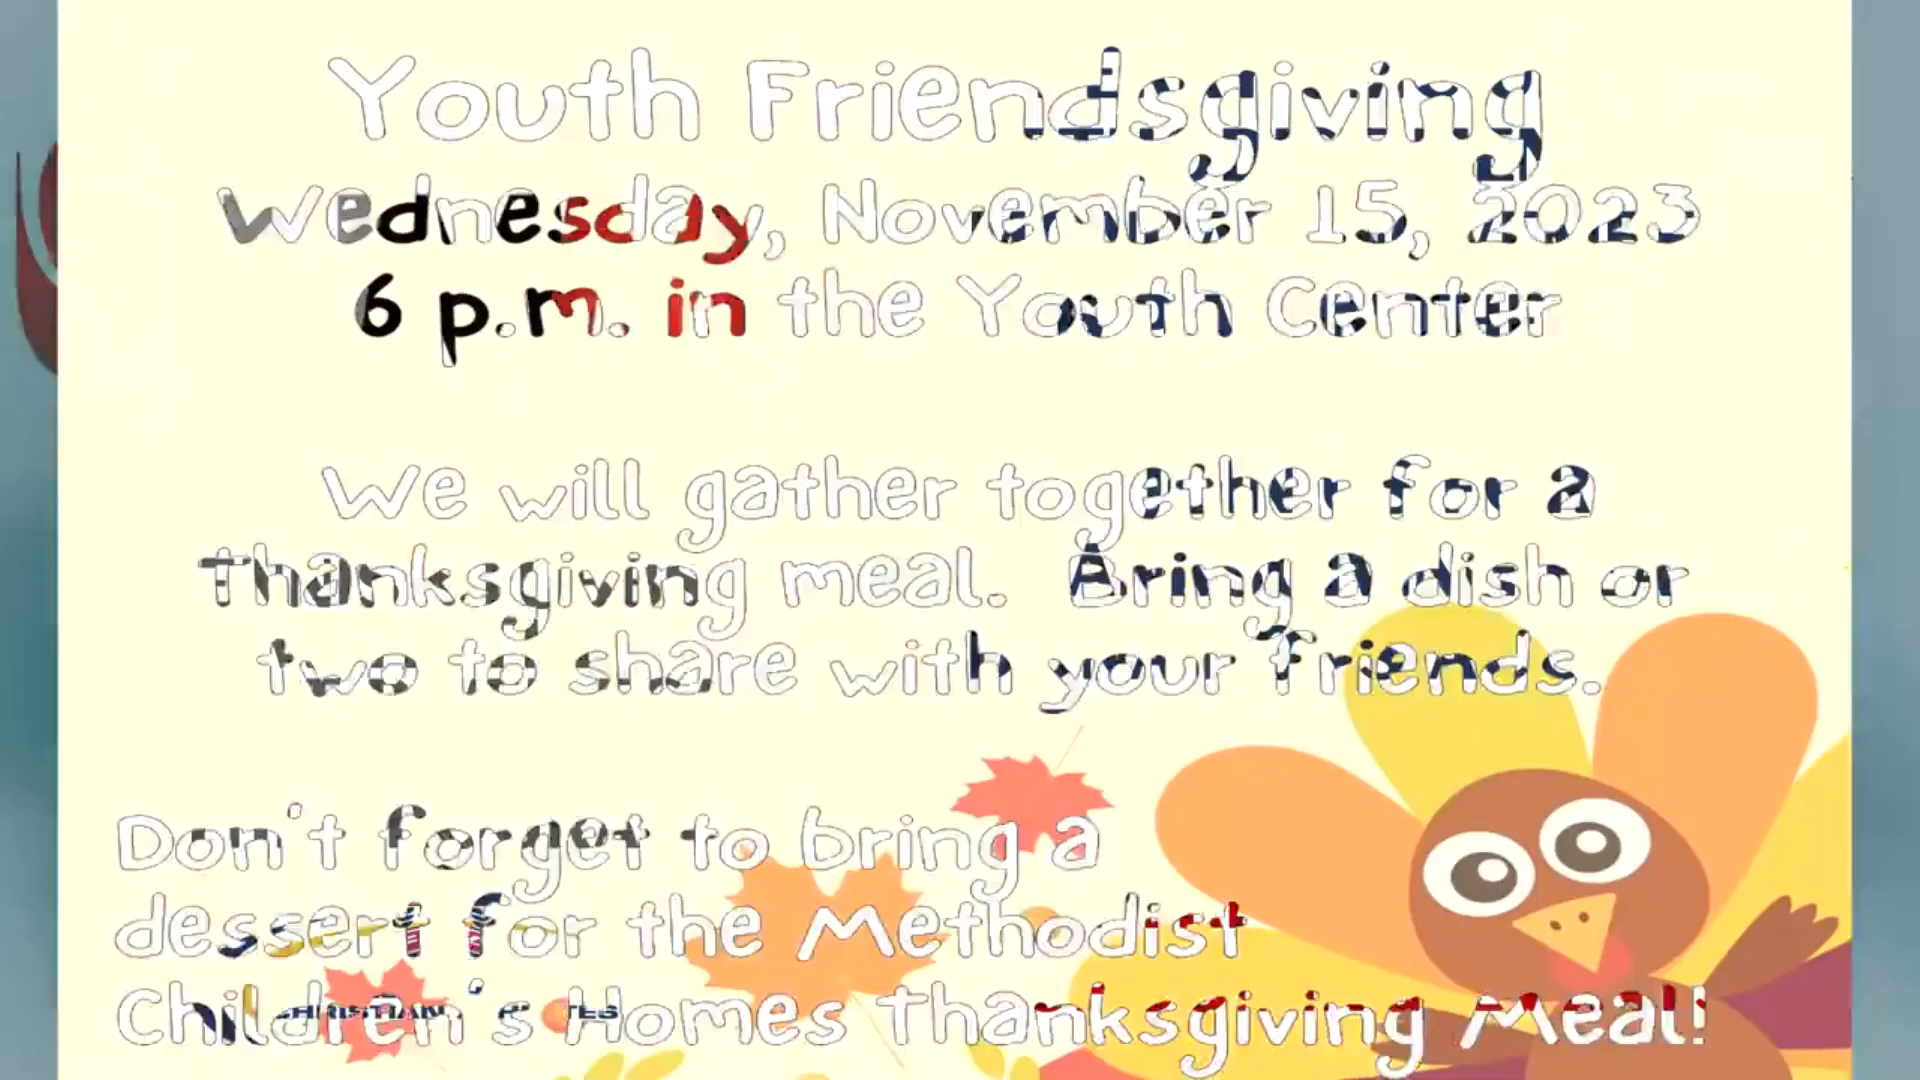 Youth Friendsgiving
Wednesday, November 15, 2023
6 p.m. in the Youth Center
We will gather together for a
Thanksgiving meal. Bring a dish or
two to share with your friends.
Don't forget to bring a
dessert for the Methodist
Children's Homes Thanksgiving Meal!